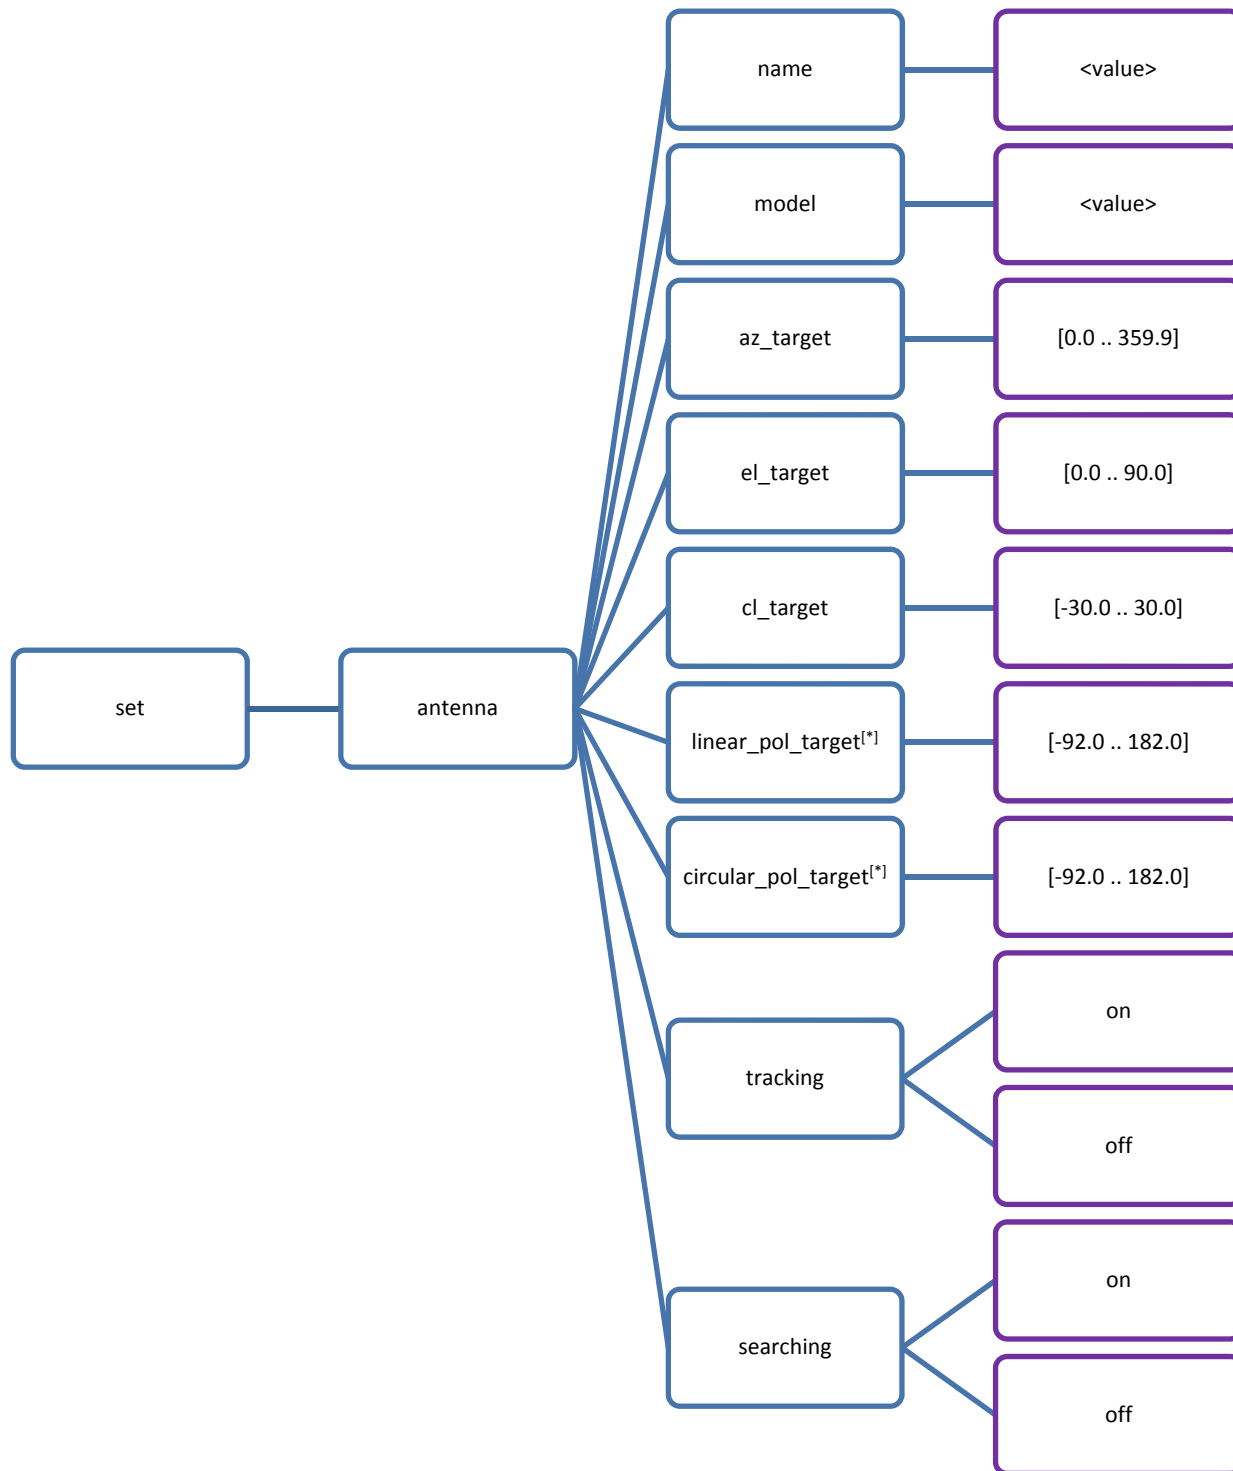 set
antenna
name
<value>
model
<value>
az_target
[0.0 .. 359.9]
el_target
[0.0 .. 90.0]
cl_target
[-30.0 .. 30.0]
linear_pol_target[*]
[-92.0 .. 182.0]
circular_pol_target[*]
[-92.0 .. 182.0]
tracking
on
off
searching
on
off